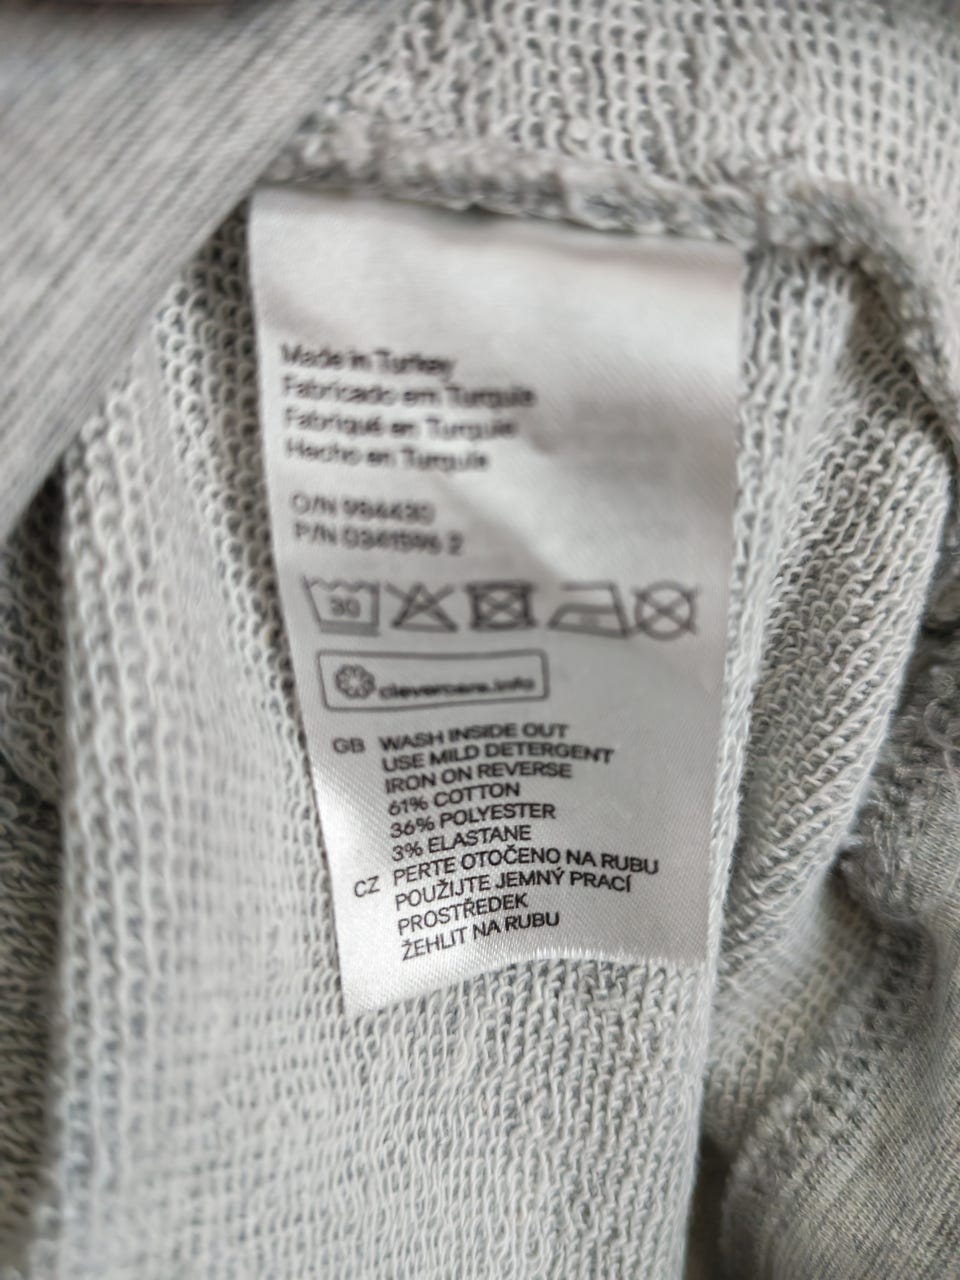 Made in Turkey
Fabricado em Turquie
Fabriqué en Turquie
Hecho en Turquie
O/N 984430
P/N 0341596 2
30
clevercare.info
GB WASH INSIDE OUT
USE MILD DETERGENT
IRON ON REVERSE
61% COTTON
36% POLYESTER
3% ELASTANE
CZ PERTE OTOČENO NA RUBU
POUŽIJTE JEMNÝ PRACÍ
PROSTŘEDEK
ŽEHLIT NA RUBU